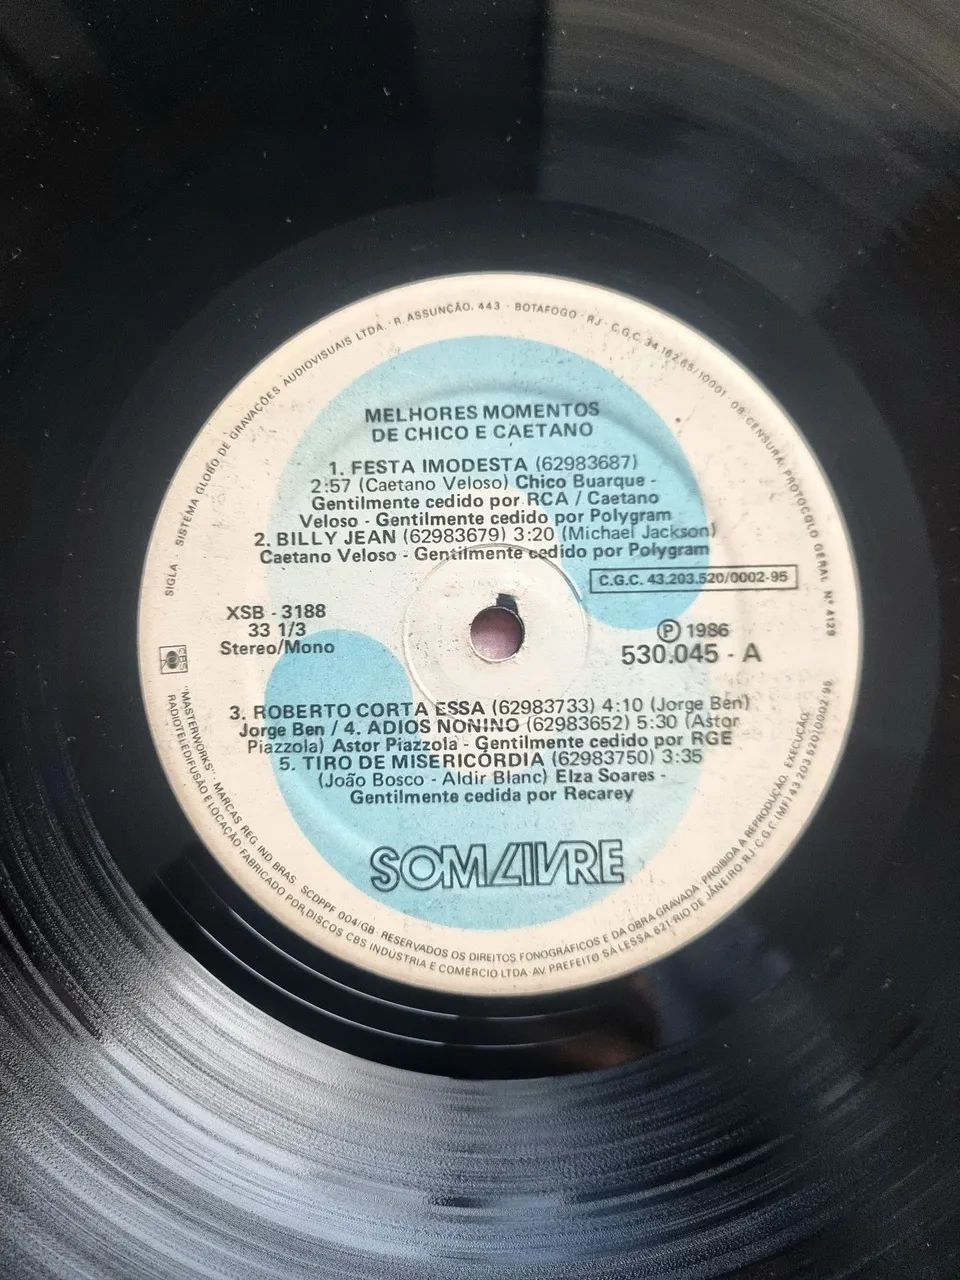 SIGLA - SISTEMA GLOBO DE GRAVAÇÕES AUDIOVISUAIS LTDA. · R. ASSUNÇÃO, 443 · BOTAFOGO · RJ · C.G.C. 34.162.65/10001 · 08 · CENSURA: PROTOCOLO GERAL Nº 4129
MELHORES MOMENTOS
DE CHICO E CAETANO
1. FESTA IMODESTA (62983687)
2:57 (Caetano Veloso) Chico Buarque -
Gentilmente cedido por RCA / Caetano
Veloso - Gentilmente cedido por Polygram
2. BILLY JEAN (62983679) 3:20 (Michael Jackson)
Caetano Veloso - Gentilmente cedido por Polygram
C.G.C. 43.203.520/0002-95
XSB - 3188
33 1/3
Stereo/Mono
Ⓟ 1986
530.045 - A
CBS
3. ROBERTO CORTA ESSA (62983733) 4:10 (Jorge Ben)
Jorge Ben / 4. ADIOS NONINO (62983652) 5:30 (Astor
Piazzola) Astor Piazzola - Gentilmente cedido por RGE
5. TIRO DE MISERICÓRDIA (62983750) 3:35
(João Bosco - Aldir Blanc) Elza Soares -
Gentilmente cedida por Recarey
SOM LIVRE
"MASTERWORKS" · MARCAS REG. IND. BRAS. SCDPPF 004/GB · RESERVADOS OS DIREITOS FONOGRÁFICOS E DA OBRA GRAVADA · PROIBIDA A REPRODUÇÃO, EXECUÇÃO,
RADIOTELEDIFUSÃO E LOCAÇÃO FABRICADO POR DISCOS CBS INDÚSTRIA E COMÉRCIO LTDA · AV. PREFEITO SÁ LESSA, 621 · RIO DE JANEIRO RJ · C.G.C. (MF) 43.203.520/0002-95